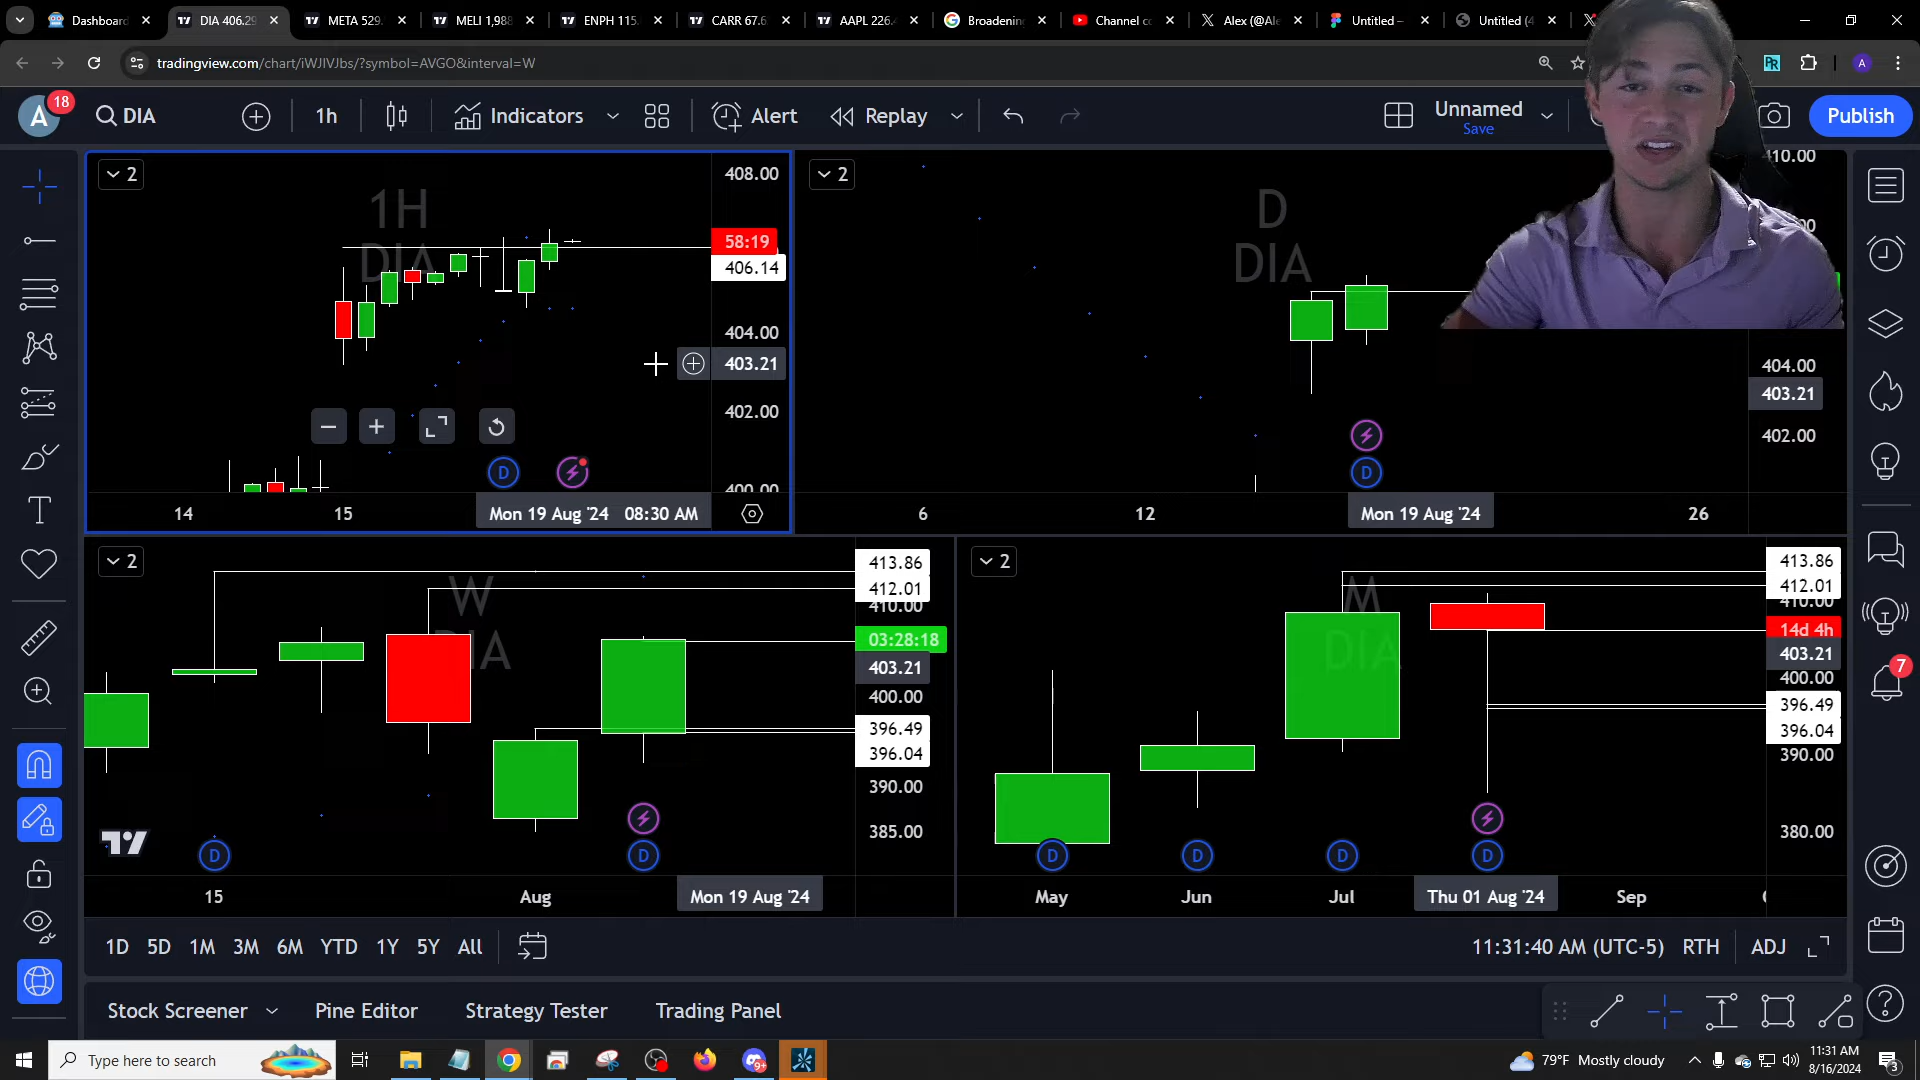 Dashboard
DIA 406.29
META 529.
MELI 1,988
ENPH 115.
CARR 67.6
AAPL 226.
Broadening
Channel c
Alex (@Ale
Untitled –
Untitled (4
tradingview.com/chart/iWJIVJbs/?symbol=AVGO&interval=W
PR
A
A
18
DIA
1h
Indicators
Alert
Replay
Unnamed
Save
Publish
2
1H
DIA
408.00
58:19
406.14
404.00
403.21
402.00
400.00
D
14
15
Mon 19 Aug '24 08:30 AM
2
D
DIA
410.00
404.00
403.21
402.00
D
6
12
Mon 19 Aug '24
26
2
W
DIA
413.86
412.01
410.00
03:28:18
403.21
400.00
396.49
396.04
390.00
385.00
D
D
15
Aug
Mon 19 Aug '24
2
M
DIA
413.86
412.01
410.00
14d 4h
403.21
400.00
396.49
396.04
390.00
380.00
D
D
D
D
May
Jun
Jul
Thu 01 Aug '24
Sep
7
1D 5D 1M 3M 6M YTD 1Y 5Y All
11:31:40 AM (UTC-5) RTH ADJ
Stock Screener
Pine Editor
Strategy Tester
Trading Panel
Type here to search
9+
79°F Mostly cloudy
11:31 AM
8/16/2024
3